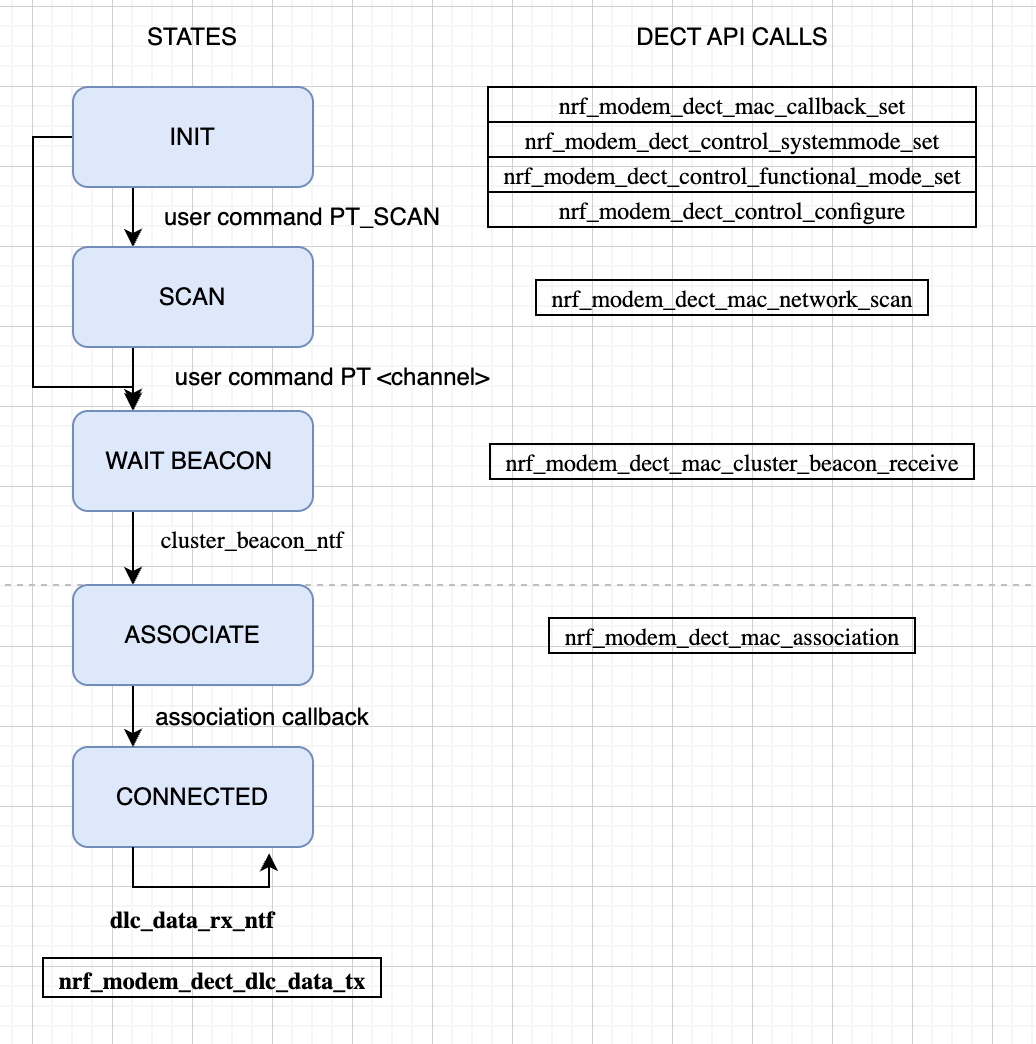 STATES
DECT API CALLS
INIT
nrf_modem_dect_mac_callback_set
nrf_modem_dect_control_systemmode_set
nrf_modem_dect_control_functional_mode_set
nrf_modem_dect_control_configure
user command PT_SCAN
SCAN
nrf_modem_dect_mac_network_scan
user command PT <channel>
WAIT BEACON
nrf_modem_dect_mac_cluster_beacon_receive
cluster_beacon_ntf
ASSOCIATE
nrf_modem_dect_mac_association
association callback
CONNECTED
dlc_data_rx_ntf
nrf_modem_dect_dlc_data_tx